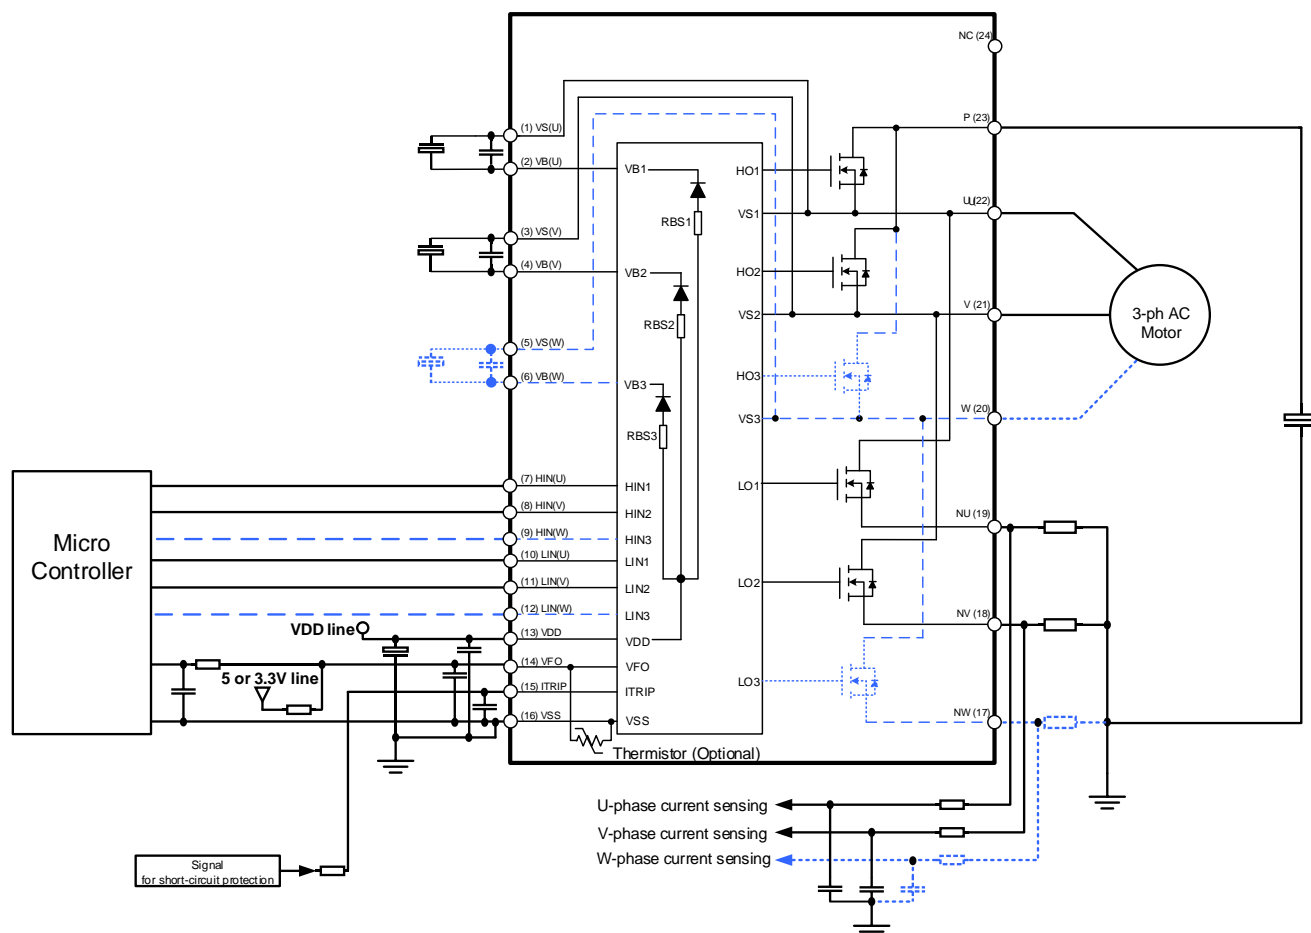 NC (24)
(1) VS(U)
P (23)
(2) VB(U)
VB1
HO1
RBS1
VS1
U,(22)
(3) VS(V)
(4) VB(V)
VB2
HO2
RBS2
VS2
V (21)
3-ph AC
Motor
(5) VS(W)
(6) VB(W)
VB3
HO3
RBS3
VS3
W (20)
Micro
Controller
(7) HIN(U)
HIN1
LO1
(8) HIN(V)
HIN2
NU (19)
(9) HIN(W)
HIN3
(10) LIN(U)
LIN1
(11) LIN(V)
LIN2
LO2
(12) LIN(W)
LIN3
NV (18)
VDD line
(13) VDD
VDD
(14) VFO
VFO
5 or 3.3V line
LO3
(15) ITRIP
ITRIP
(16) VSS
VSS
NW (17)
Thermistor (Optional)
U-phase current sensing
V-phase current sensing
W-phase current sensing
Signal
for short-circuit protection